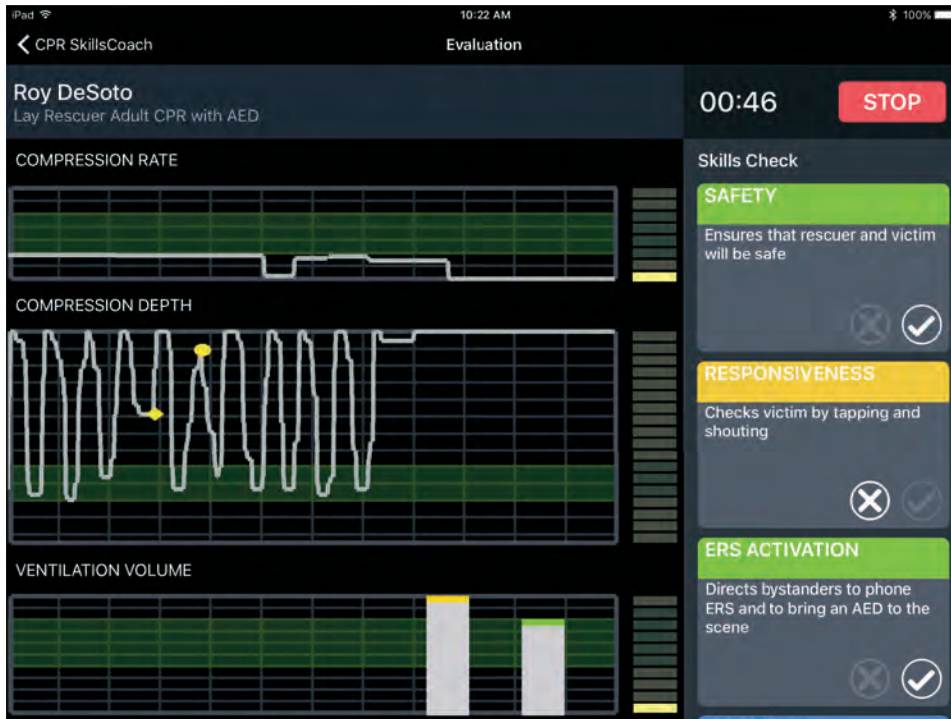 iPad
10:22 AM
100%
CPR SkillsCoach
Evaluation
Roy DeSoto
Lay Rescuer Adult CPR with AED
00:46
STOP
COMPRESSION RATE
COMPRESSION DEPTH
VENTILATION VOLUME
Skills Check
SAFETY
Ensures that rescuer and victim
will be safe
RESPONSIVENESS
Checks victim by tapping and
shouting
ERS ACTIVATION
Directs bystanders to phone
ERS and to bring an AED to the
scene